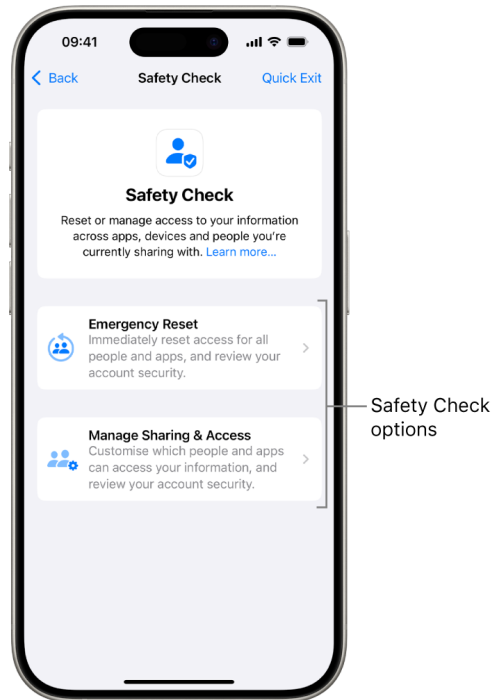 09:41
Back Safety Check Quick Exit
Safety Check
Reset or manage access to your information
across apps, devices and people you're
currently sharing with. Learn more...
Emergency Reset
Immediately reset access for all
people and apps, and review your
account security.
Manage Sharing & Access
Customise which people and apps
can access your information, and
review your account security.
Safety Check
options